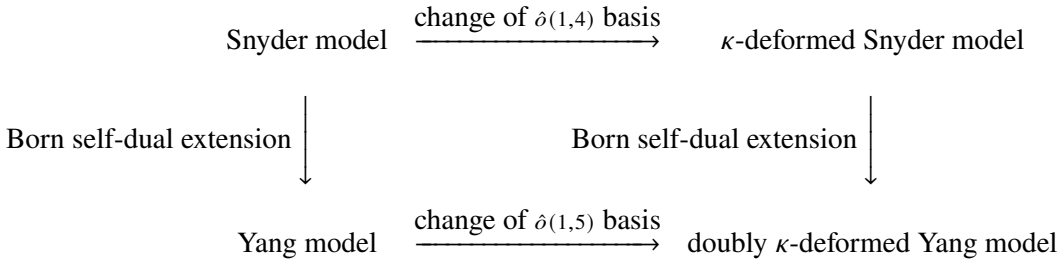 change of ô(1,4) basis
Snyder model κ-deformed Snyder model
Born self-dual extension Born self-dual extension
change of ô(1,5) basis
Yang model doubly κ-deformed Yang model